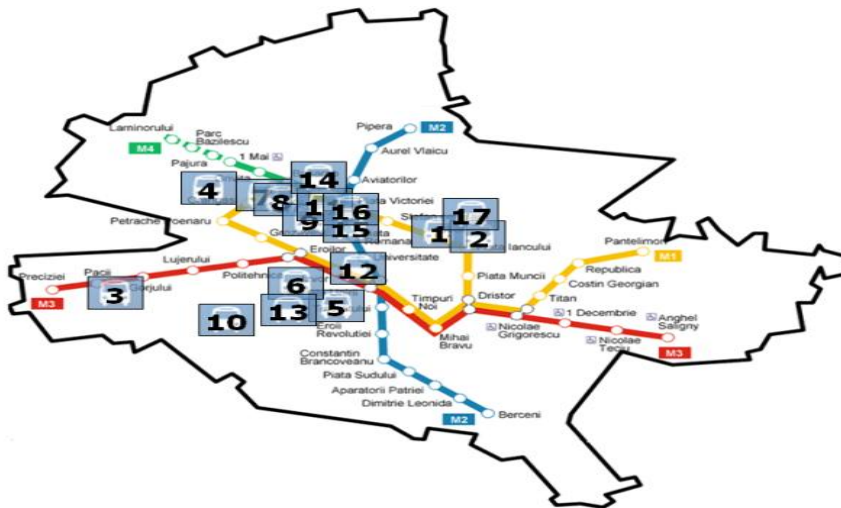 Laminorului
M4
Parc
Bazilescu
Pajura
1 Mai
Pipera
M2
Aurel Vlaicu
Aviatorilor
14
4
7
8
1
16
9
15
17
1
2
Petrache Poenaru
Eroilor
Universitate
Piata Muncii
Pantelimon
M1
Republica
Costin Georgian
Titan
Preciziei
Pacii
Lujerului
Gorjului
Politehnica
M3
3
12
6
10
13
5
Timpuri
Noi
Dristor
Mihai
Bravu
Nicolae
Grigorescu
1 Decembrie
Nicolae
Teclu
Anghel
Saligny
M3
Eroii
Revolutiei
Constantin
Brancoveanu
Piata Sudului
Aparatorii Patriei
Dimitrie Leonida
M2
Berceni